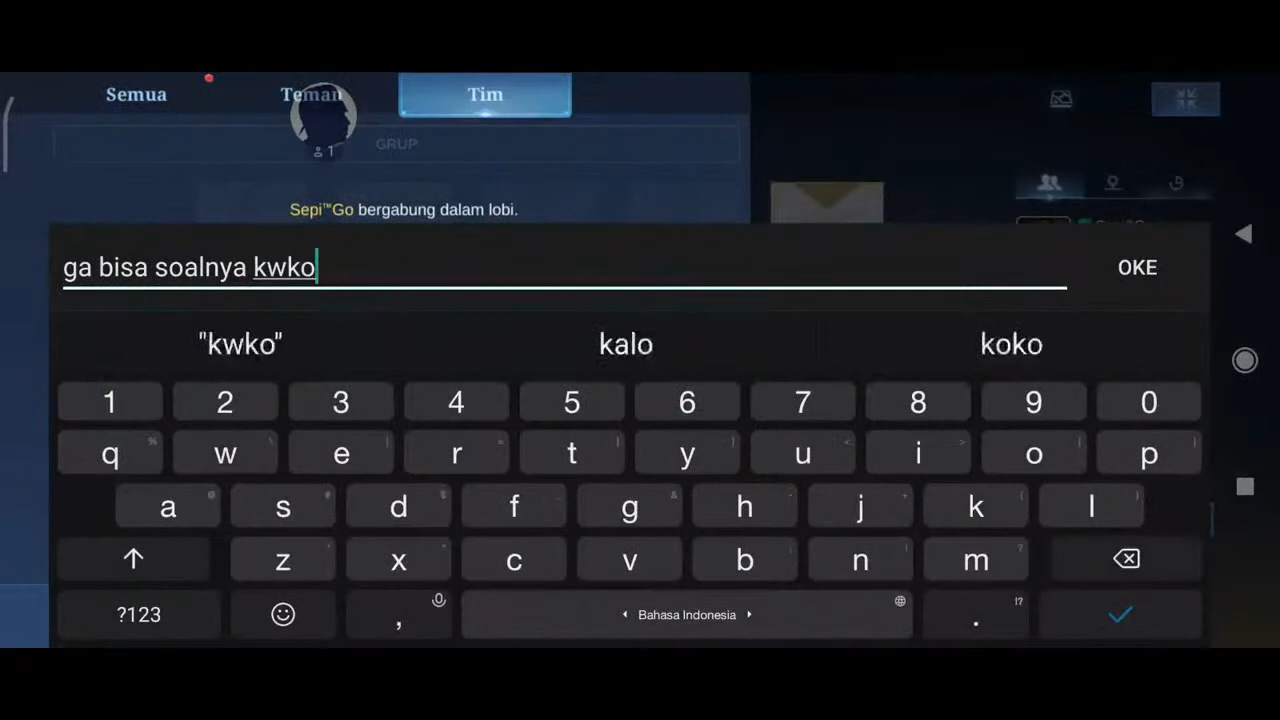 Semua Teman Tim
1
GRUP
Sepi™Go bergabung dalam lobi.
ga bisa soalnya kwko OKE
"kwko" kalo koko
1 2 3 4 5 6 7 8 9 0
q w e r t y u i o p
a s d f g h j k l
z x c v b n m
?123 , Bahasa Indonesia . !?